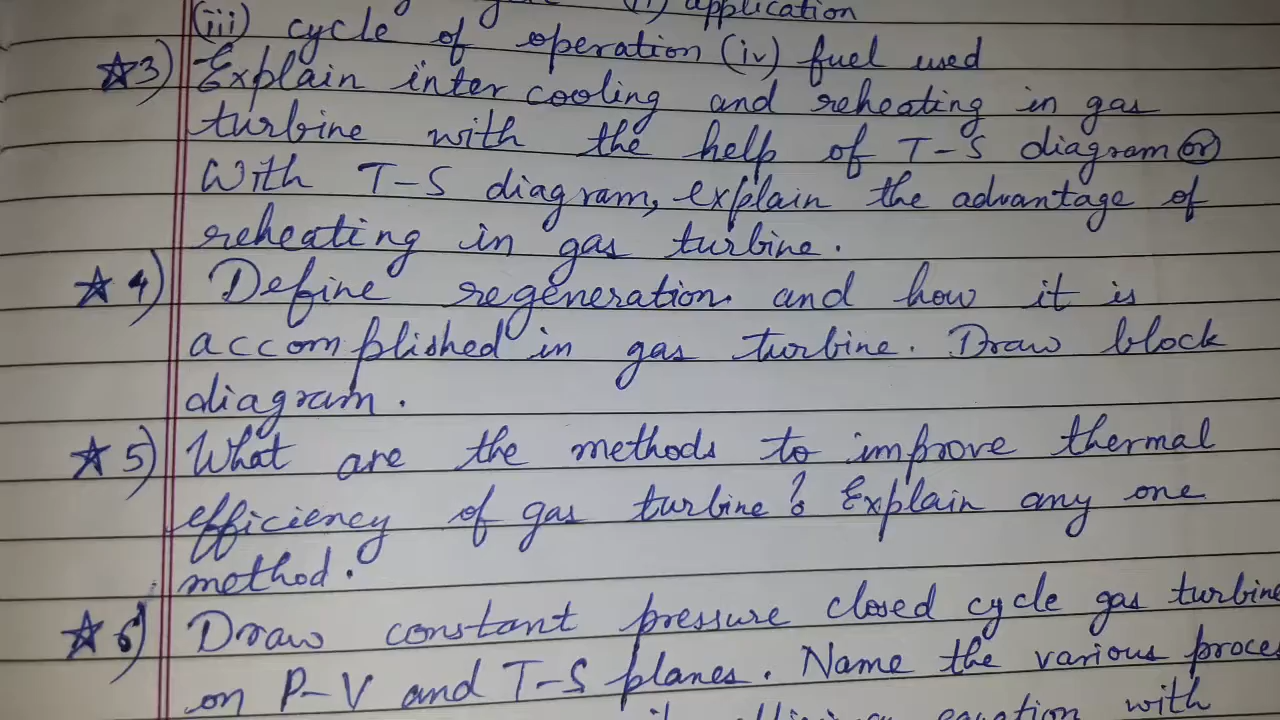 (i) application
(iii) cycle of operation (iv) fuel used
☆3) Explain inter cooling and reheating in gas
turbine with the help of T-S diagram (or)
With T-S diagram, explain the advantage of
reheating in gas turbine.
☆4) Define regeneration and how it is
accomplished in gas turbine. Draw block
diagram.
☆5) What are the methods to improve thermal
efficiency of gas turbine? Explain any one
method.
☆6) Draw constant pressure closed cycle gas turbine
on P-V and T-S planes. Name the various proces
equation with